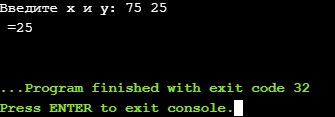 Введите x и y: 75 25
=25
...Program finished with exit code 32
Press ENTER to exit console.